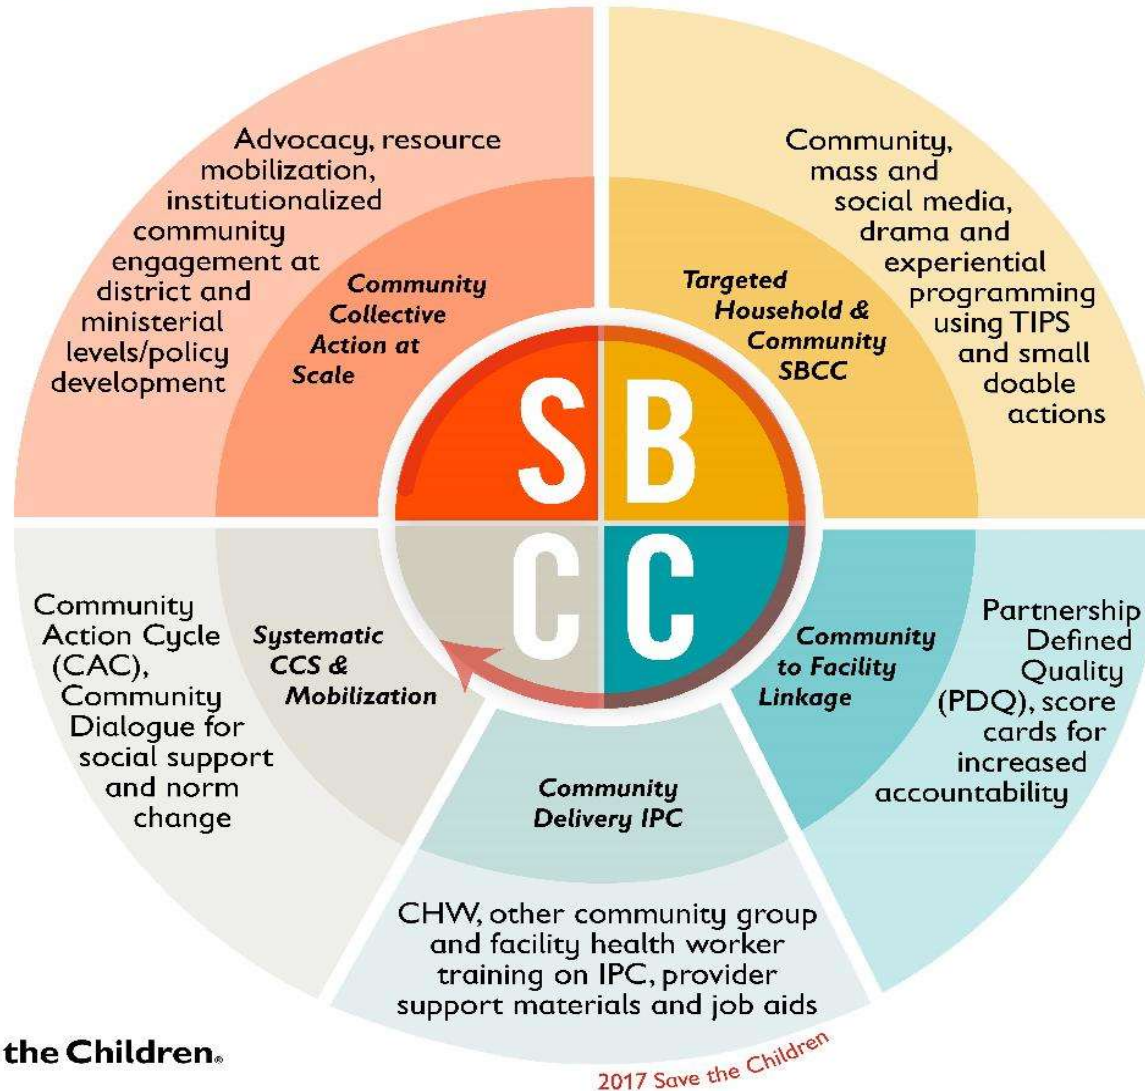 Advocacy, resource
mobilization,
institutionalized
community
engagement at
district and
ministerial
levels/policy
development
Community
Collective
Action at
Scale
Community,
mass and
social media,
drama and
experiential
programming
using TIPS
and small
doable
actions
Targeted
Household &
Community
SBCC
S B
C C
Community
Action Cycle
(CAC),
Community
Dialogue for
social support
and norm
change
Systematic
CCS &
Mobilization
Community
to Facility
Linkage
Partnership
Defined
Quality
(PDQ), score
cards for
increased
accountability
Community
Delivery IPC
CHW, other community group
and facility health worker
training on IPC, provider
support materials and job aids
the Children®
2017 Save the Children